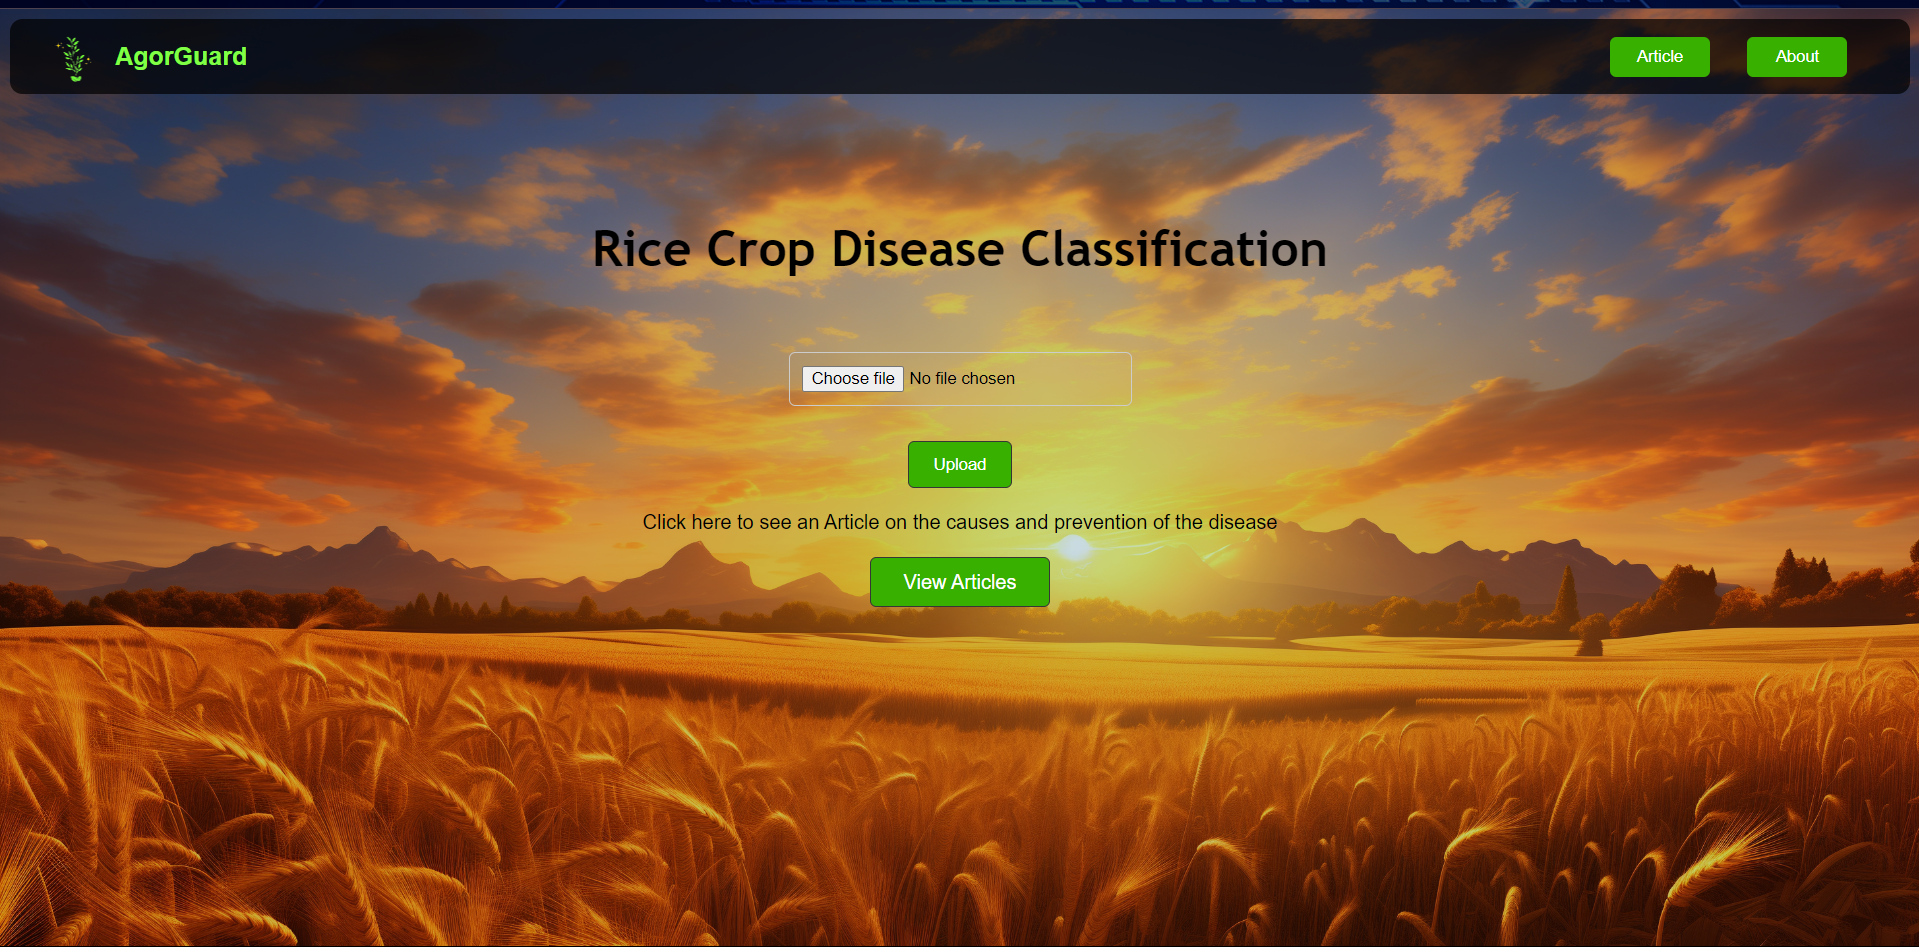 AgorGuard
Article
About
Rice Crop Disease Classification
Choose file No file chosen
Upload
Click here to see an Article on the causes and prevention of the disease
View Articles